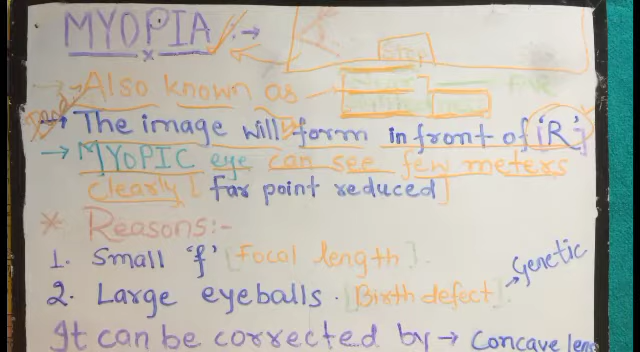 MYOPIA →
→ Also known as →
→ The image will form in front of 'R'
→ MYOPIC eye can see few meters
clearly [far point reduced]
* Reasons:-
1. Small 'f' [Focal length].
2. Large eyeballs. [Birth defect]. → Genetic
It can be corrected by → Concave lens